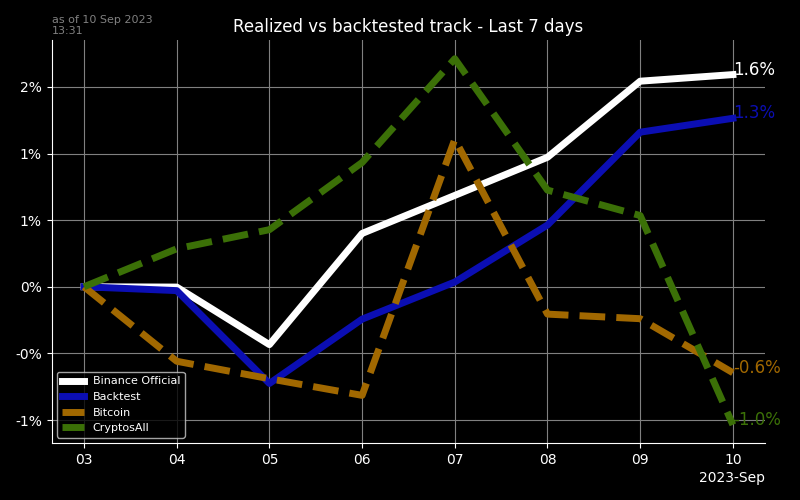 as of 10 Sep 2023
13:31
Realized vs backtested track - Last 7 days
2%
1%
1%
0%
-0%
-1%
1.6%
1.3%
-0.6%
-1.0%
Binance Official
Backtest
Bitcoin
CryptosAll
03 04 05 06 07 08 09 10
2023-Sep